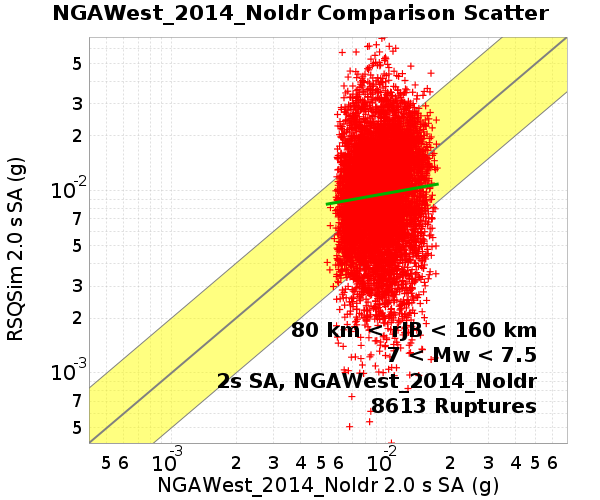 NGAWest_2014_NoIdr Comparison Scatter
5
3
2
10-2
7
5
3
2
10-3
7
5
RSQSim 2.0 s SA (g)
80 km < rJB < 160 km
7 < Mw < 7.5
2s SA, NGAWest_2014_NoIdr
8613 Ruptures
5 6 10-3 2 3 4 5 6 10-2 2 3 4 5 6
NGAWest_2014_NoIdr 2.0 s SA (g)